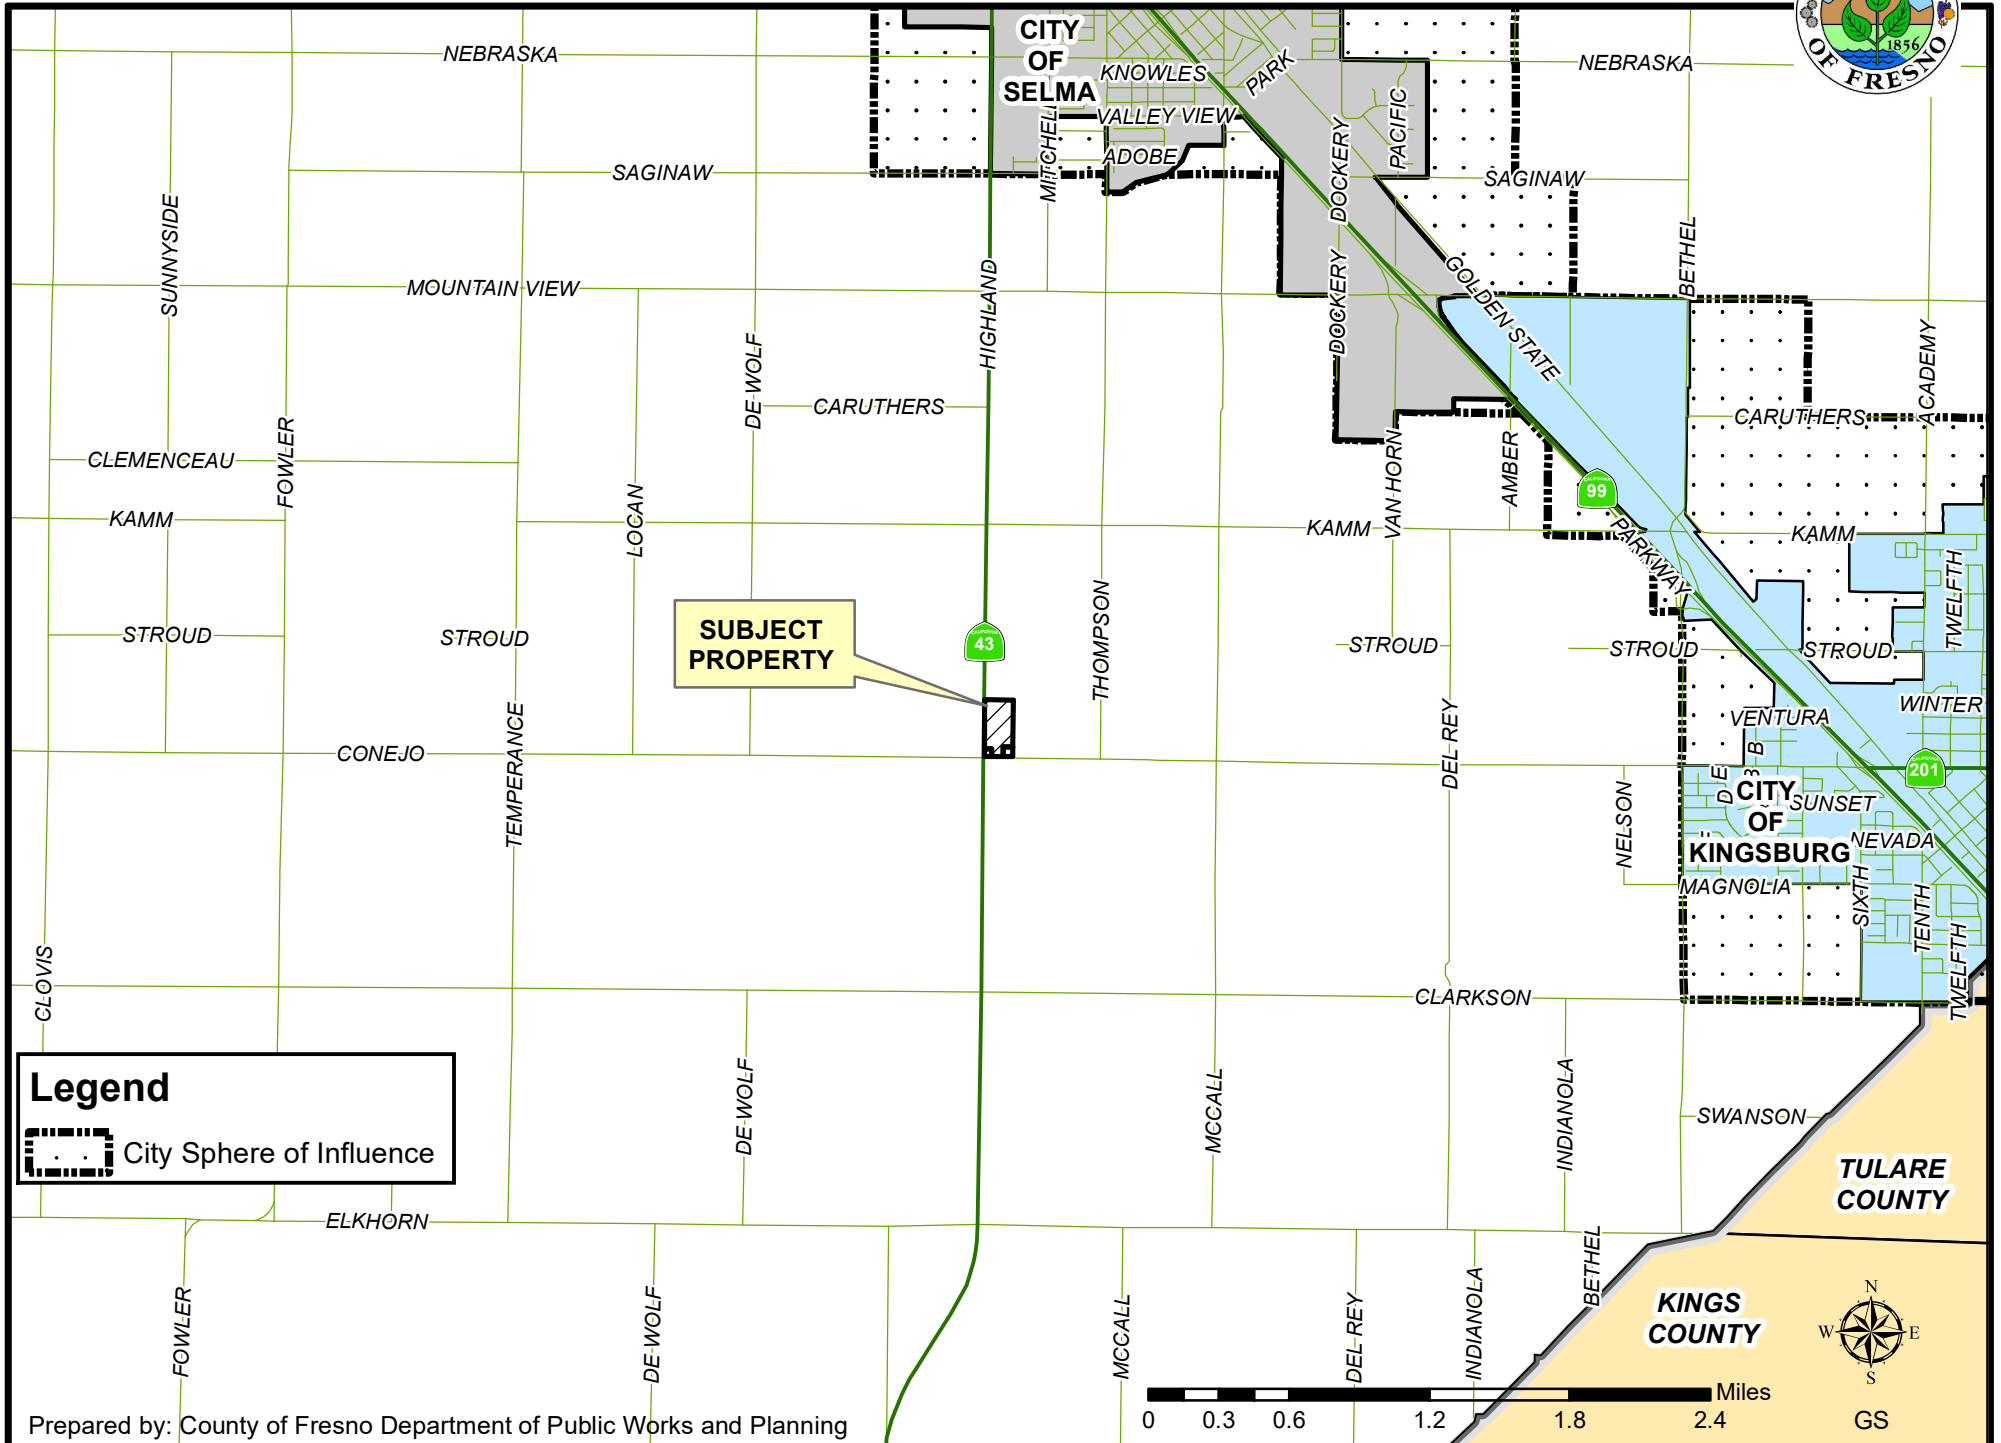 CITY
OF
SELMA
NEBRASKA
NEBRASKA
KNOWLES
PARK
PACIFIC
VALLEY VIEW
MITCHELL
ADOBE
DOCKERY
SAGINAW
SAGINAW
SUNNYSIDE
1856
OF FRESNO
BETHEL
HIGHLAND
DOCKERY
GOLDEN STATE
MOUNTAIN VIEW
DE WOLF
ACADEMY
CARUTHERS
CARUTHERS
FOWLER
CLEMENCEAU
VAN HORN
AMBER
CALIFORNIA
99
KAMM
LOCAN
KAMM
PARKWAY
KAMM
TWELFTH
SUBJECT
PROPERTY
CALIFORNIA
43
THOMPSON
STROUD
STROUD
STROUD
STROUD
STROUD
TEMPERANCE
DEL REY
WINTER
VENTURA
CONEJO
CALIFORNIA
201
NELSON
CITY
OF
KINGSBURG
SUNSET
NEVADA
MAGNOLIA
SIXTH
TENTH
TWELFTH
CLOVIS
CLARKSON
Legend
City Sphere of Influence
DE WOLF
MCCALL
INDIANOLA
SWANSON
TULARE
COUNTY
ELKHORN
FOWLER
DE WOLF
MCCALL
DEL REY
INDIANOLA
BETHEL
KINGS
COUNTY
N
W
E
S
Miles
0 0.3 0.6 1.2 1.8 2.4
GS
Prepared by: County of Fresno Department of Public Works and Planning